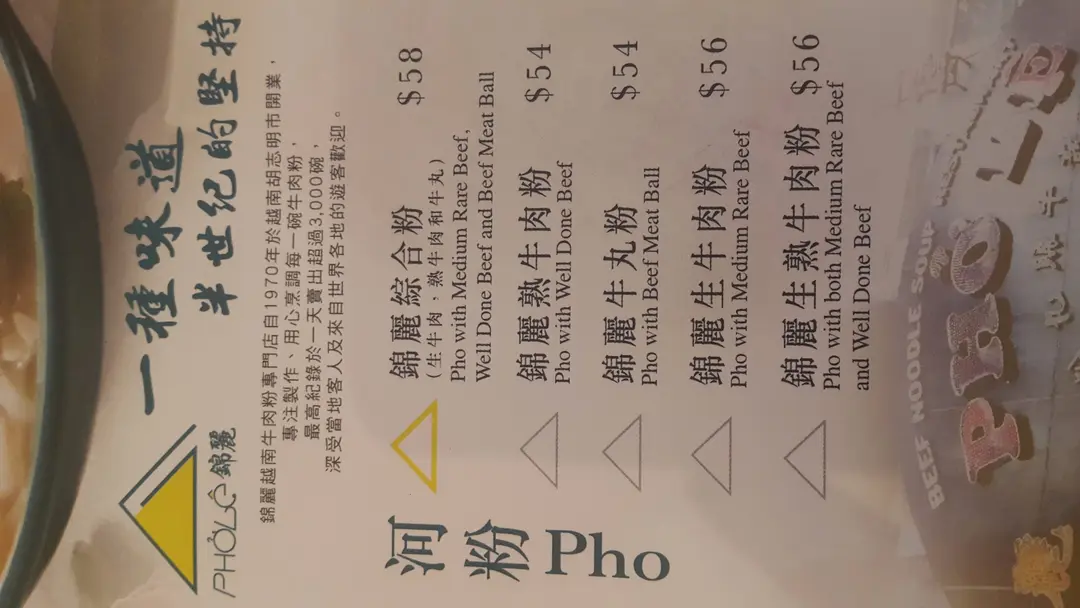 一種味道
半世紀的堅持
PHỞLệ錦麗
錦麗越南牛肉粉專門店自1970年於越南胡志明市開業，
專注製作、用心烹調每一碗牛肉粉，
最高紀錄於一天賣出超過3,000碗，
深受當地客人及來自世界各地的遊客歡迎。
河粉 Pho
錦麗綜合粉 $58
(生牛肉、熟牛肉和牛丸)
Pho with Medium Rare Beef,
Well Done Beef and Beef Meat Ball
錦麗熟牛肉粉 $54
Pho with Well Done Beef
錦麗牛丸粉 $54
Pho with Beef Meat Ball
錦麗生牛肉粉 $56
Pho with Medium Rare Beef
錦麗生熟牛肉粉 $56
Pho with both Medium Rare Beef
and Well Done Beef
BEEF NOODLE SOUP
PHO